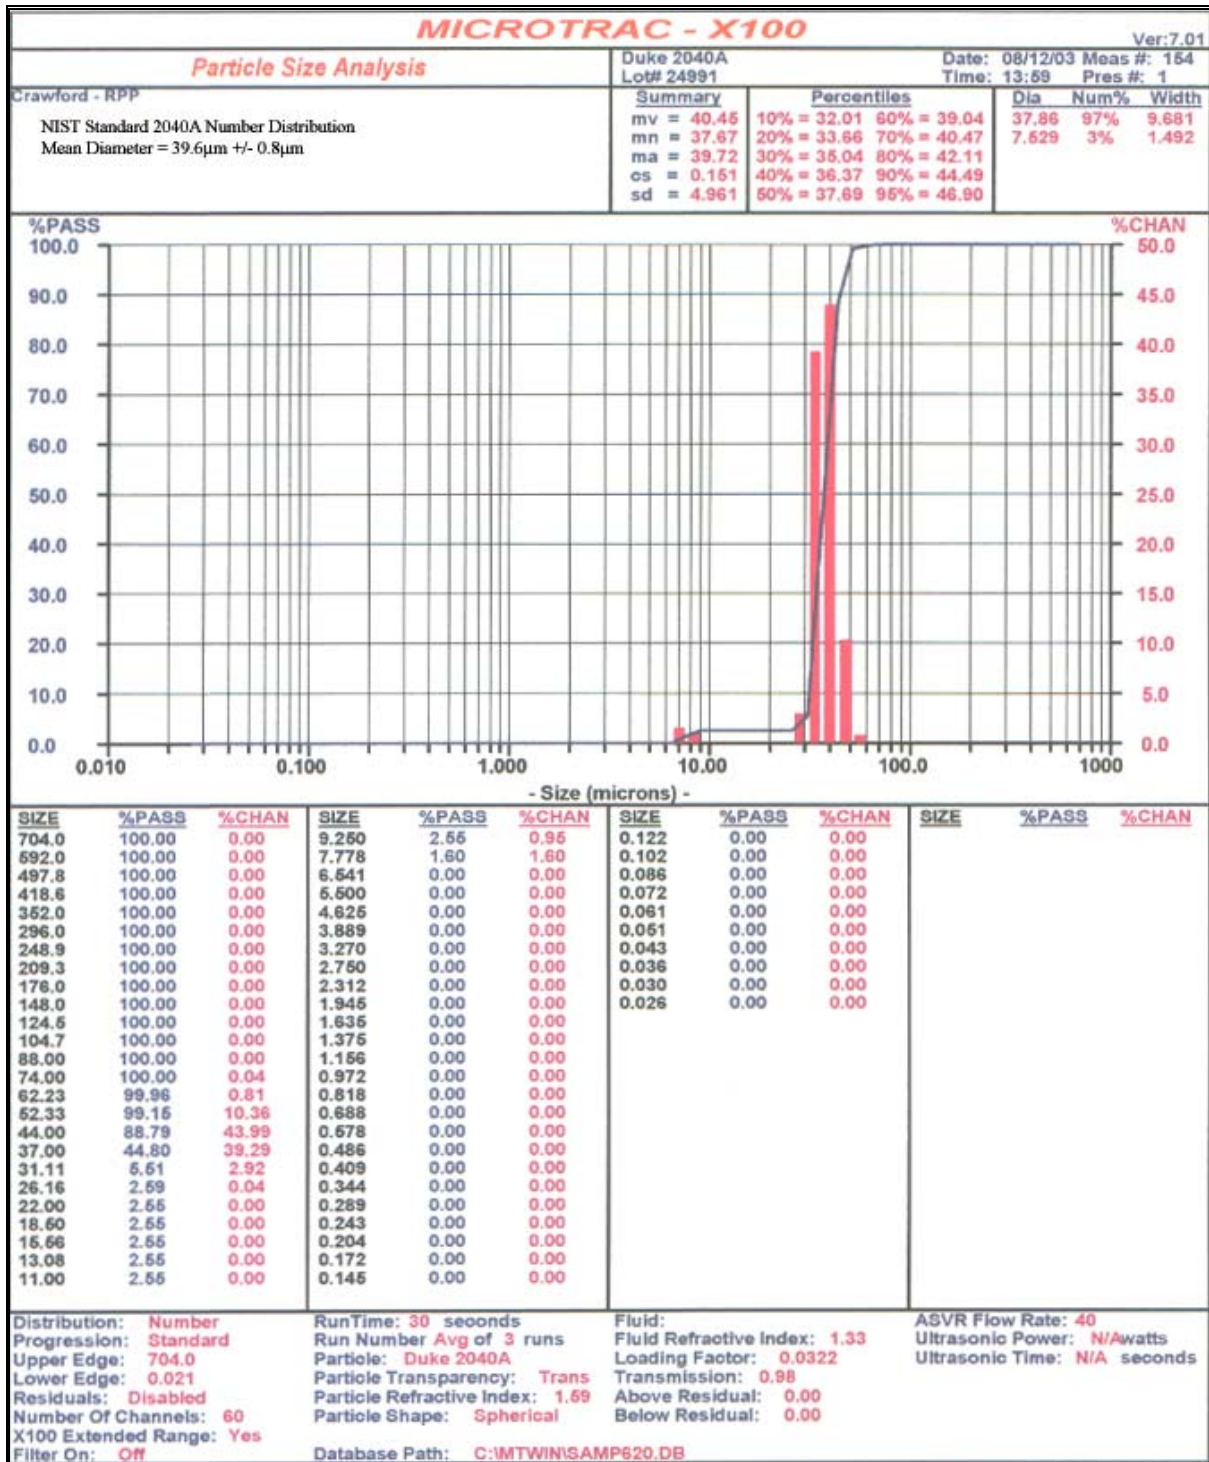 MICROTRAC - X100
Ver:7.01
Particle Size Analysis
Duke 2040A
Lot# 24991
Date: 08/12/03 Meas #: 154
Time: 13:59 Pres #: 1
Crawford - RPP
NIST Standard 2040A Number Distribution
Mean Diameter = 39.6µm +/- 0.8µm
Summary
mv = 40.45
mn = 37.67
ma = 39.72
cs = 0.151
sd = 4.961
Percentiles
10% = 32.01 60% = 39.04
20% = 33.66 70% = 40.47
30% = 35.04 80% = 42.11
40% = 36.37 90% = 44.49
50% = 37.69 95% = 46.90
Dia Num% Width
37.86 97% 9.681
7.529 3% 1.492
%PASS
%CHAN
100.0 50.0
90.0 45.0
80.0 40.0
70.0 35.0
60.0 30.0
50.0 25.0
40.0 20.0
30.0 15.0
20.0 10.0
10.0 5.0
0.0 0.0
0.010 0.100 1.000 10.00 100.0 1000
- Size (microns) -
SIZE %PASS %CHAN
704.0 100.00 0.00
592.0 100.00 0.00
497.8 100.00 0.00
418.6 100.00 0.00
352.0 100.00 0.00
296.0 100.00 0.00
248.9 100.00 0.00
209.3 100.00 0.00
176.0 100.00 0.00
148.0 100.00 0.00
124.5 100.00 0.00
104.7 100.00 0.00
88.00 100.00 0.00
74.00 100.00 0.04
62.23 99.96 0.81
52.33 99.15 10.36
44.00 88.79 43.99
37.00 44.80 39.29
31.11 5.51 2.92
26.16 2.59 0.04
22.00 2.55 0.00
18.50 2.55 0.00
15.56 2.55 0.00
13.08 2.55 0.00
11.00 2.55 0.00
SIZE %PASS %CHAN
9.250 2.55 0.95
7.778 1.60 1.60
6.541 0.00 0.00
5.500 0.00 0.00
4.625 0.00 0.00
3.889 0.00 0.00
3.270 0.00 0.00
2.750 0.00 0.00
2.312 0.00 0.00
1.945 0.00 0.00
1.635 0.00 0.00
1.375 0.00 0.00
1.156 0.00 0.00
0.972 0.00 0.00
0.818 0.00 0.00
0.688 0.00 0.00
0.578 0.00 0.00
0.486 0.00 0.00
0.409 0.00 0.00
0.344 0.00 0.00
0.289 0.00 0.00
0.243 0.00 0.00
0.204 0.00 0.00
0.172 0.00 0.00
0.145 0.00 0.00
SIZE %PASS %CHAN
0.122 0.00 0.00
0.102 0.00 0.00
0.086 0.00 0.00
0.072 0.00 0.00
0.061 0.00 0.00
0.051 0.00 0.00
0.043 0.00 0.00
0.036 0.00 0.00
0.030 0.00 0.00
0.026 0.00 0.00
SIZE %PASS %CHAN
Distribution: Number
Progression: Standard
Upper Edge: 704.0
Lower Edge: 0.021
Residuals: Disabled
Number Of Channels: 60
X100 Extended Range: Yes
Filter On: Off
RunTime: 30 seconds
Run Number Avg of 3 runs
Particle: Duke 2040A
Particle Transparency: Trans
Particle Refractive Index: 1.59
Particle Shape: Spherical
Database Path: C:\MTWIN\SAMP620.DB
Fluid:
Fluid Refractive Index: 1.33
Loading Factor: 0.0322
Transmission: 0.98
Above Residual: 0.00
Below Residual: 0.00
ASVR Flow Rate: 40
Ultrasonic Power: N/Awatts
Ultrasonic Time: N/A seconds